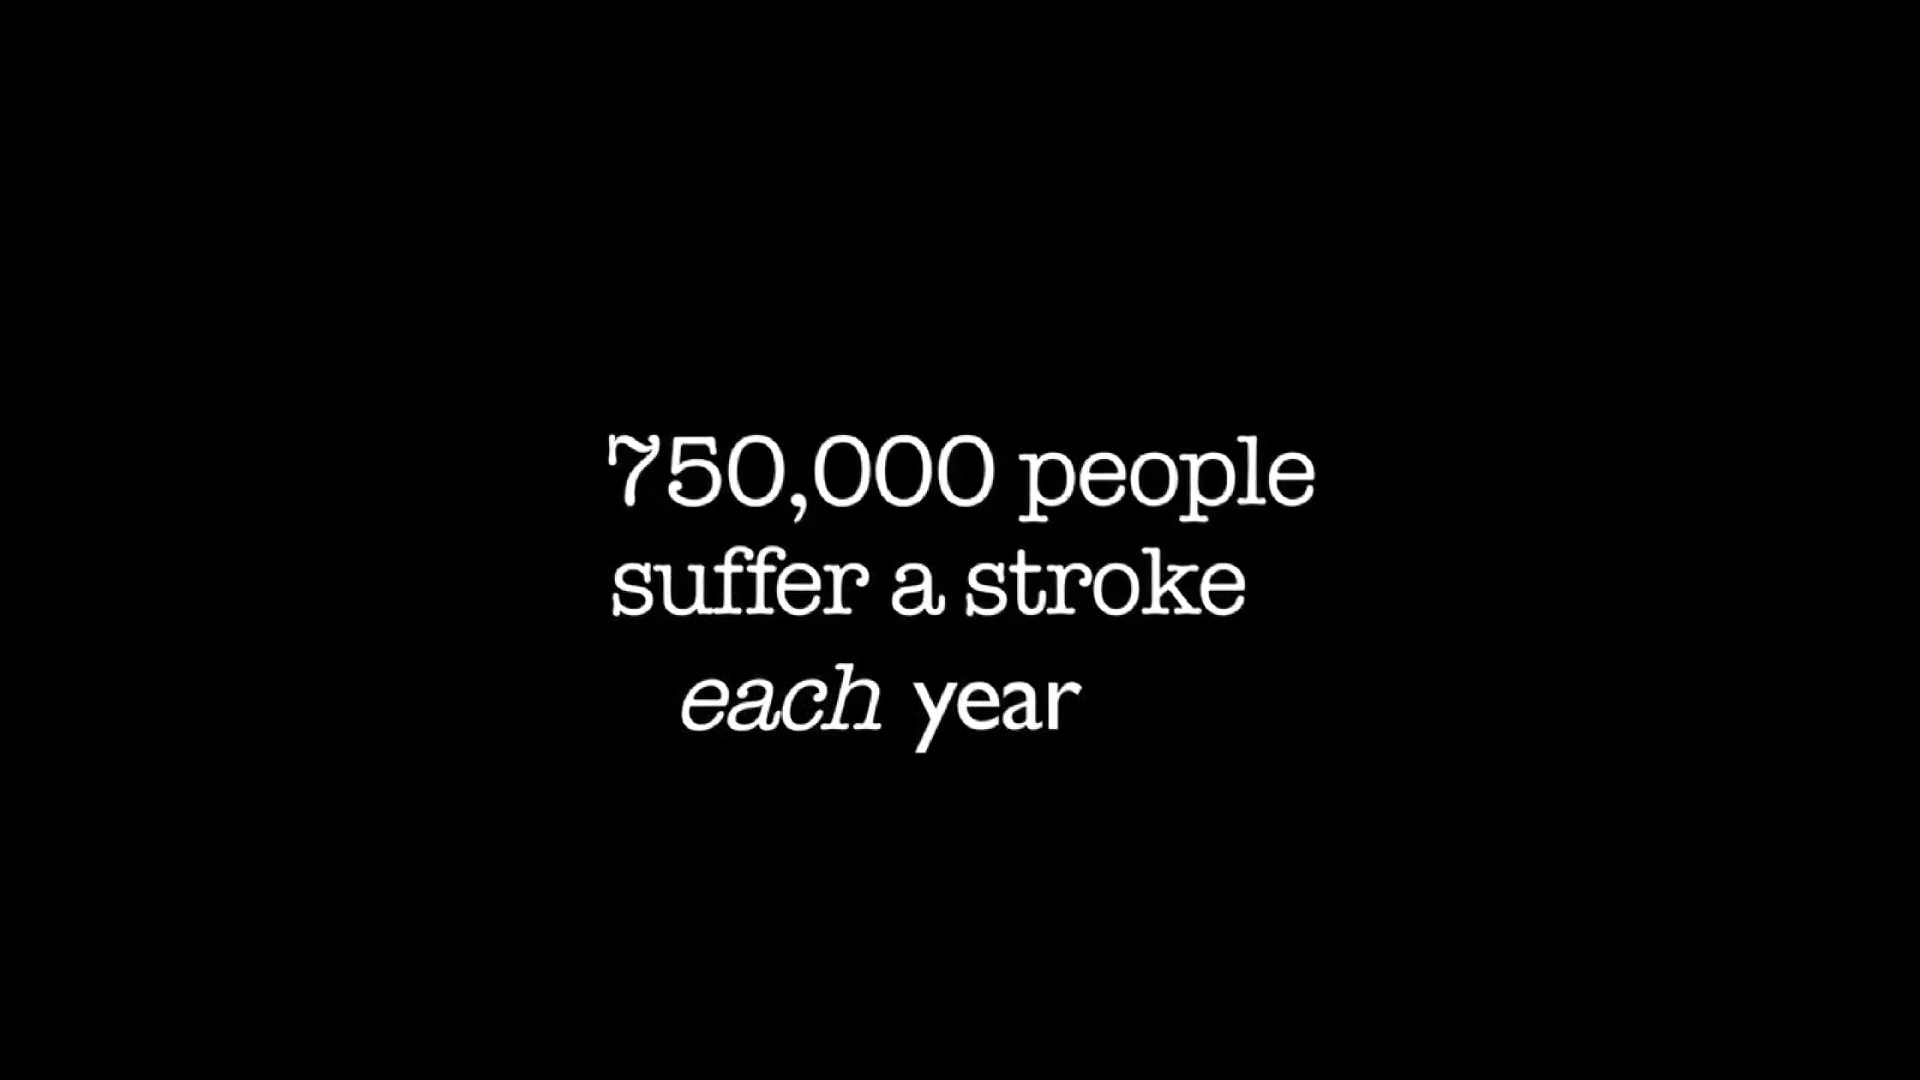 750,000 people
suffer a stroke
each year